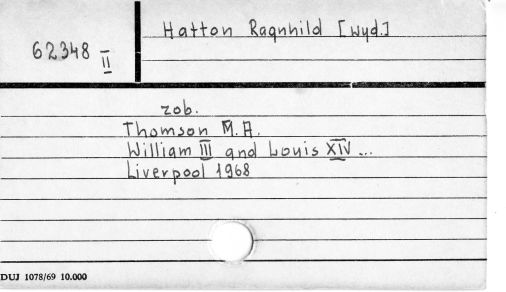 Hatton Ragnhild [wyd.]
62348 II
zob.
Thomson M.A.
William III and Louis XIV ...
Liverpool 1968
DUJ 1078/69 10.000